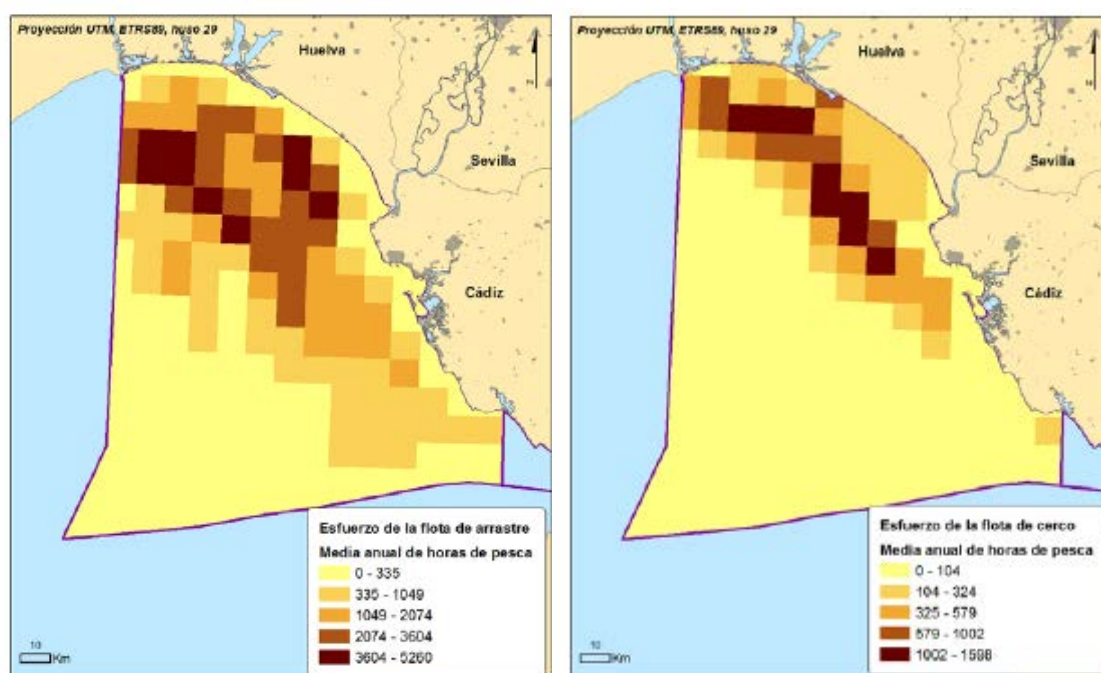 Proyección UTM, ETRS89, huso 29
Huelva
Sevilla
Cádiz
Esfuerzo de la flota de arrastre
Media anual de horas de pesca
0 - 335
335 - 1049
1049 - 2074
2074 - 3604
3604 - 5260
10
Km
Proyección UTM, ETRS89, huso 29
Huelva
Sevilla
Cádiz
Esfuerzo de la flota de cerco
Media anual de horas de pesca
0 - 104
104 - 324
325 - 579
579 - 1002
1002 - 1598
10
Km